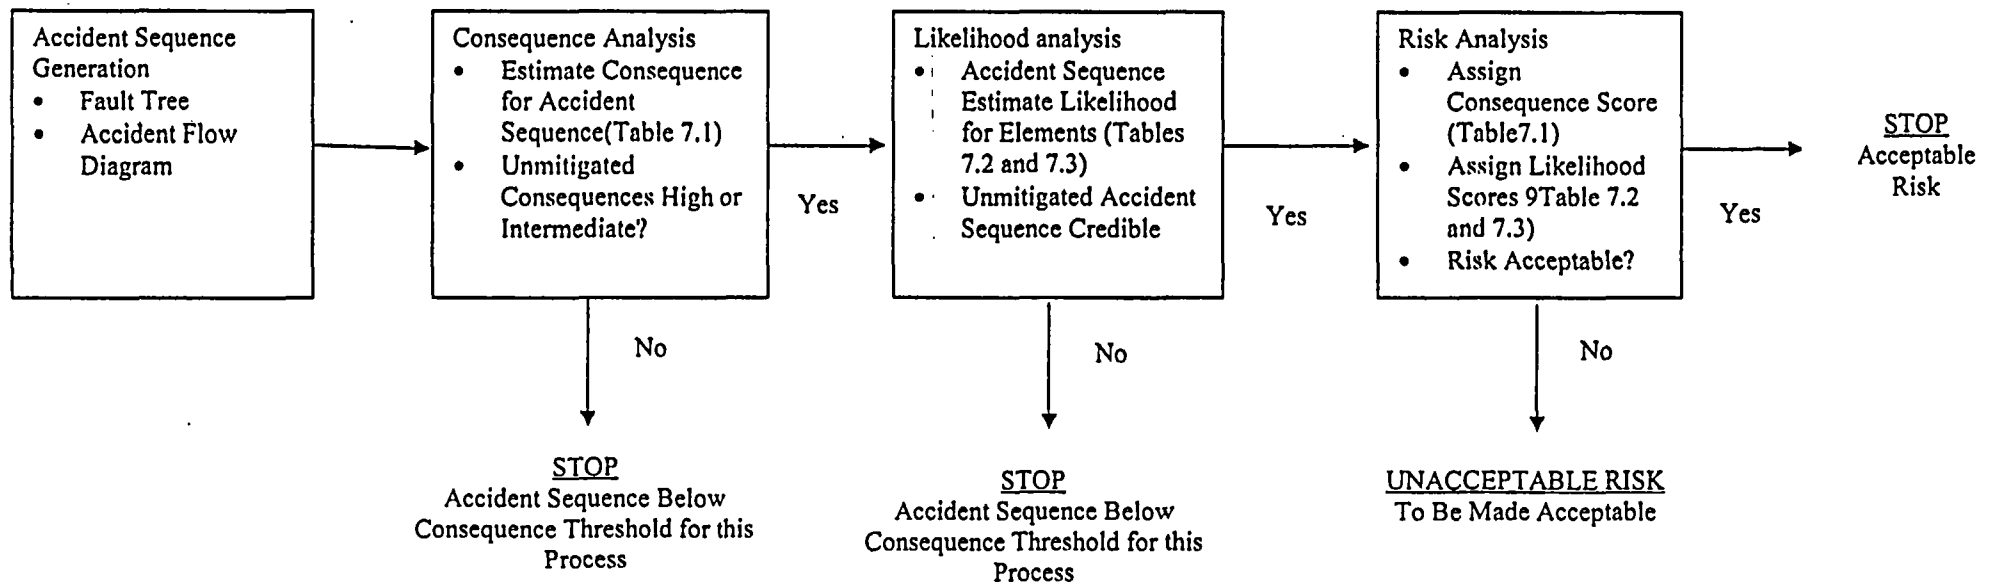 Accident Sequence
Generation
• Fault Tree
• Accident Flow
Diagram
Consequence Analysis
• Estimate Consequence
for Accident
Sequence(Table 7.1)
• Unmitigated
Consequences High or
Intermediate?
Yes
No
STOP
Accident Sequence Below
Consequence Threshold for this
Process
Likelihood analysis
• Accident Sequence
Estimate Likelihood
for Elements (Tables
7.2 and 7.3)
• Unmitigated Accident
Sequence Credible
Yes
No
STOP
Accident Sequence Below
Consequence Threshold for this
Process
Risk Analysis
• Assign
Consequence Score
(Table7.1)
• Assign Likelihood
Scores 9Table 7.2
and 7.3)
• Risk Acceptable?
Yes
No
UNACCEPTABLE RISK
To Be Made Acceptable
STOP
Acceptable
Risk